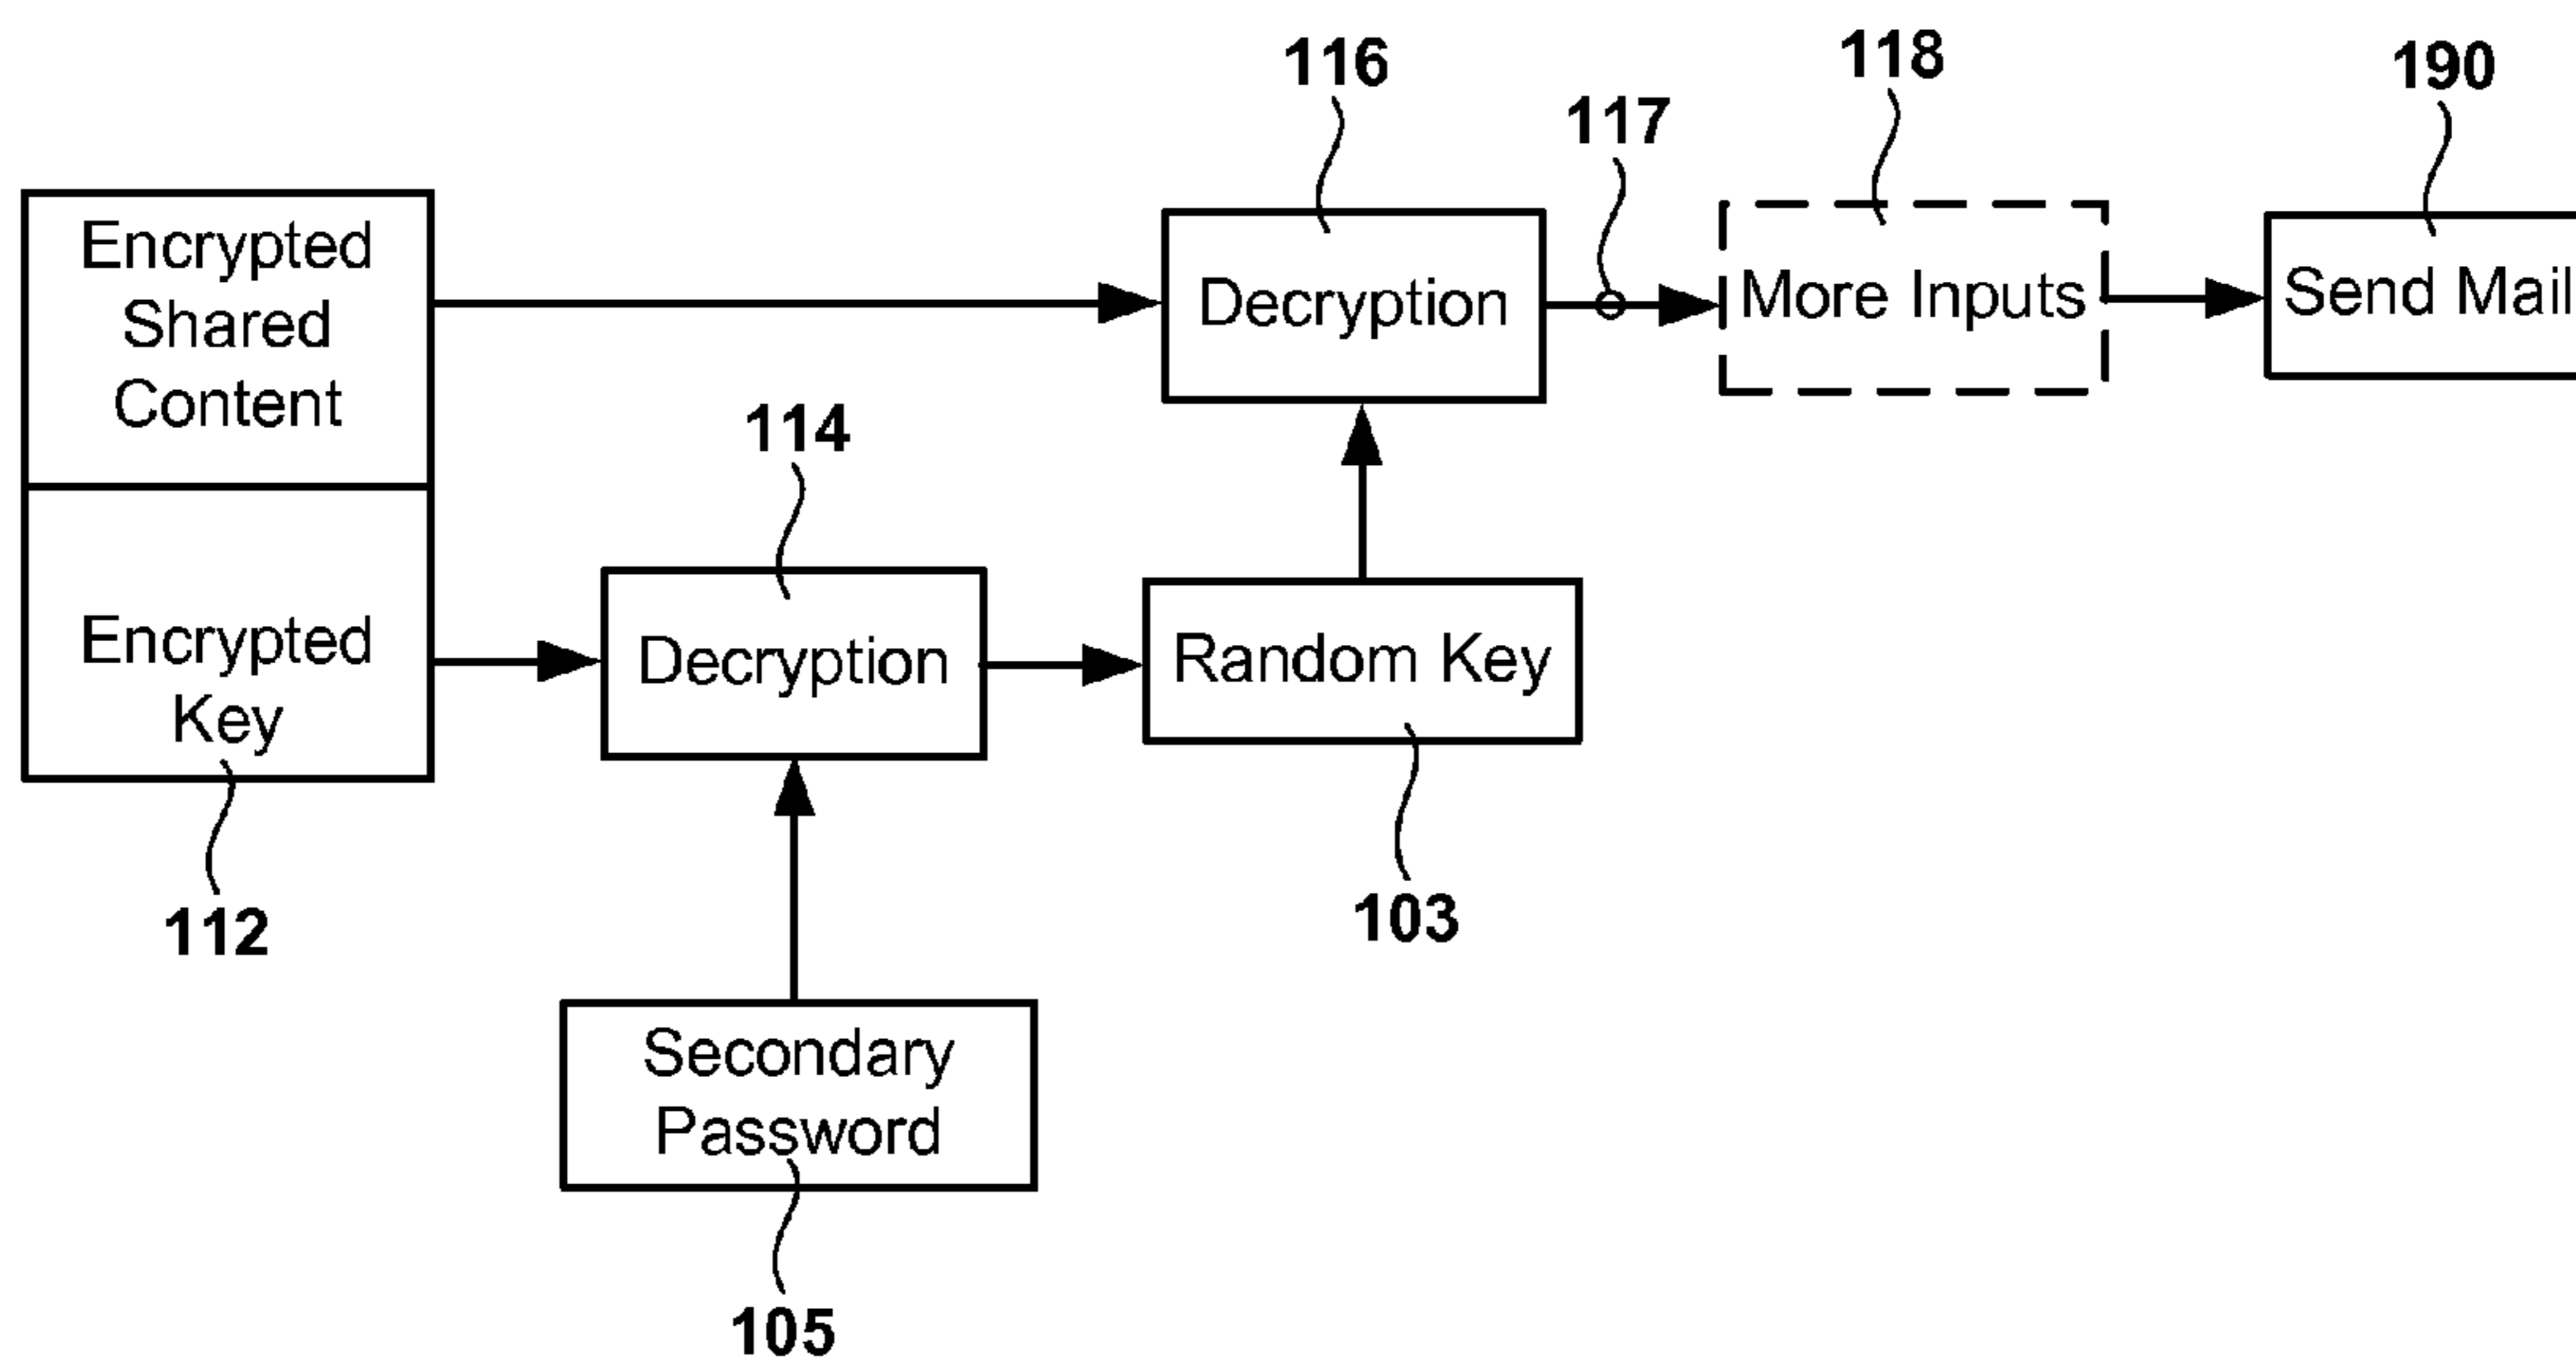 116
118
190
117
Encrypted
Shared
Content
Decryption
More Inputs
Send Mail
114
Encrypted
Key
Decryption
Random Key
112
103
Secondary
Password
105